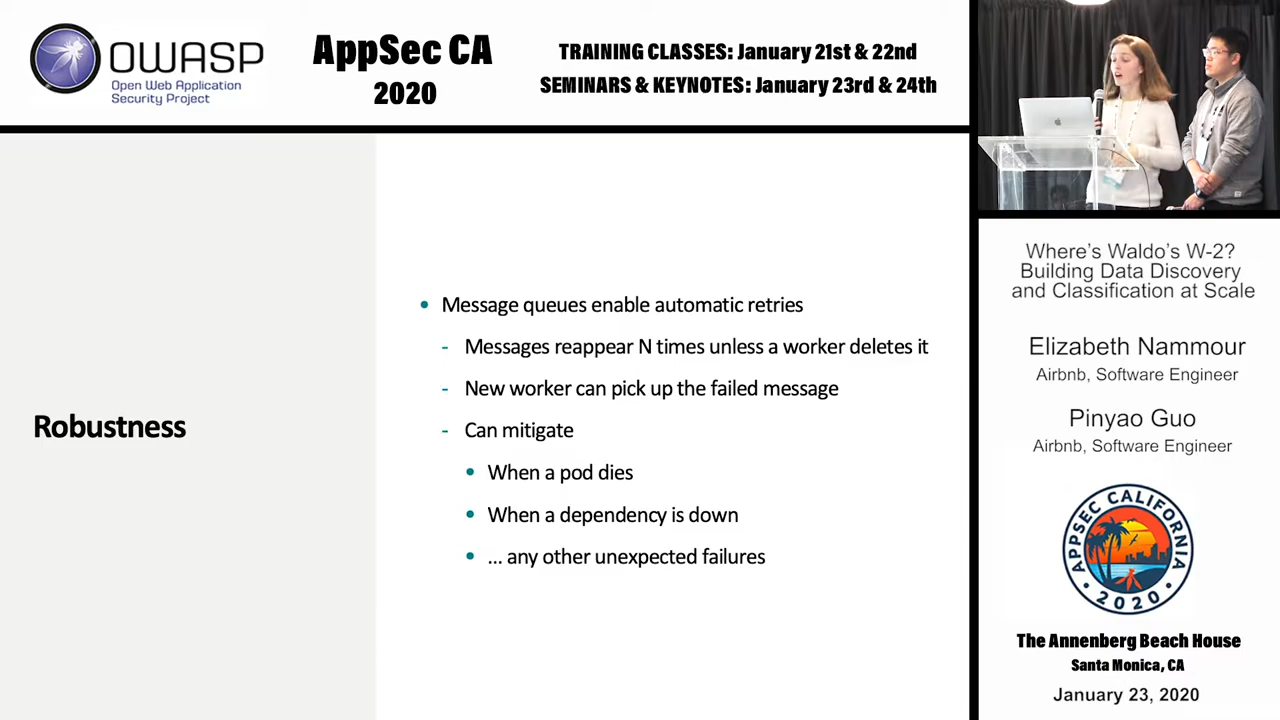 OWASP
Open Web Application
Security Project
AppSec CA
2020
TRAINING CLASSES: January 21st & 22nd
SEMINARS & KEYNOTES: January 23rd & 24th
Robustness
• Message queues enable automatic retries
- Messages reappear N times unless a worker deletes it
- New worker can pick up the failed message
- Can mitigate
• When a pod dies
• When a dependency is down
• ... any other unexpected failures
Where's Waldo's W-2?
Building Data Discovery
and Classification at Scale
Elizabeth Nammour
Airbnb, Software Engineer
Pinyao Guo
Airbnb, Software Engineer
APPSEC CALIFORNIA
• 2020 •
The Annenberg Beach House
Santa Monica, CA
January 23, 2020